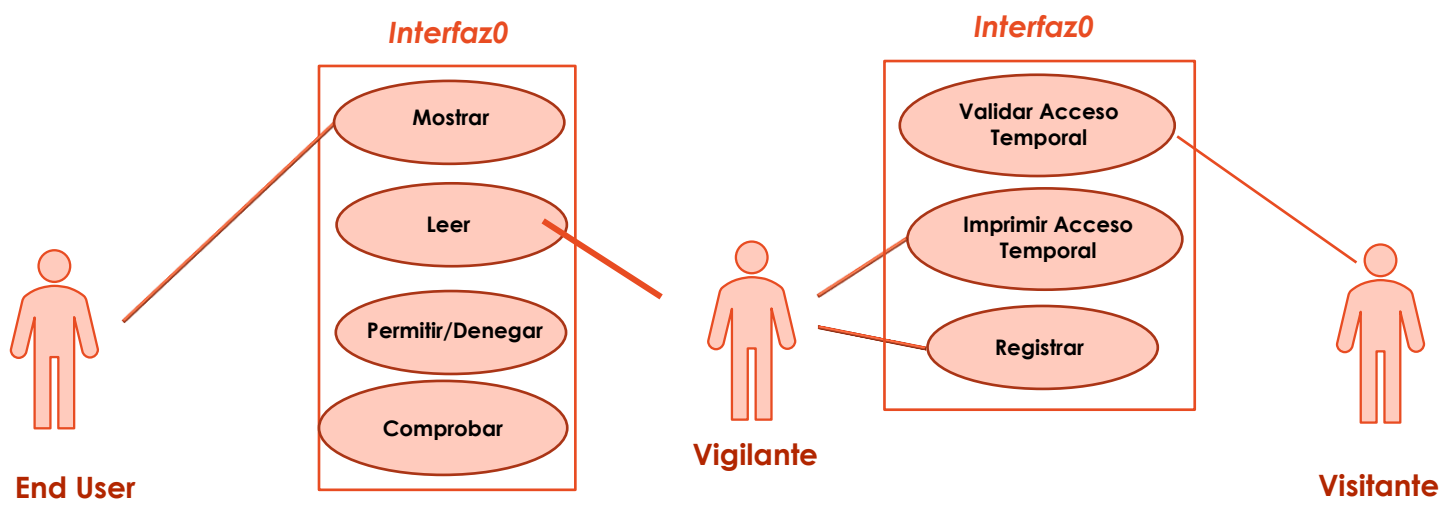 Interfaz0
Mostrar
Leer
Permitir/Denegar
Comprobar
End User
Vigilante
Interfaz0
Validar Acceso
Temporal
Imprimir Acceso
Temporal
Registrar
Visitante